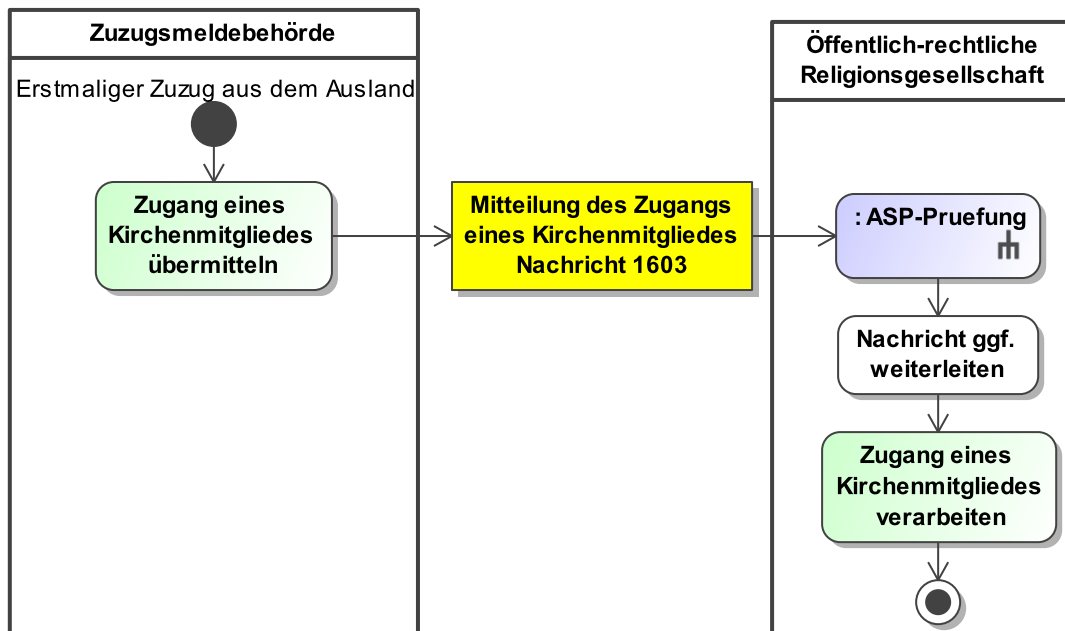 Zuzugsmeldebehörde
Erstmaliger Zuzug aus dem Ausland
Zugang eines
Kirchenmitgliedes
übermitteln
Mitteilung des Zugangs
eines Kirchenmitgliedes
Nachricht 1603
Öffentlich-rechtliche
Religionsgesellschaft
: ASP-Pruefung
Nachricht ggf.
weiterleiten
Zugang eines
Kirchenmitgliedes
verarbeiten